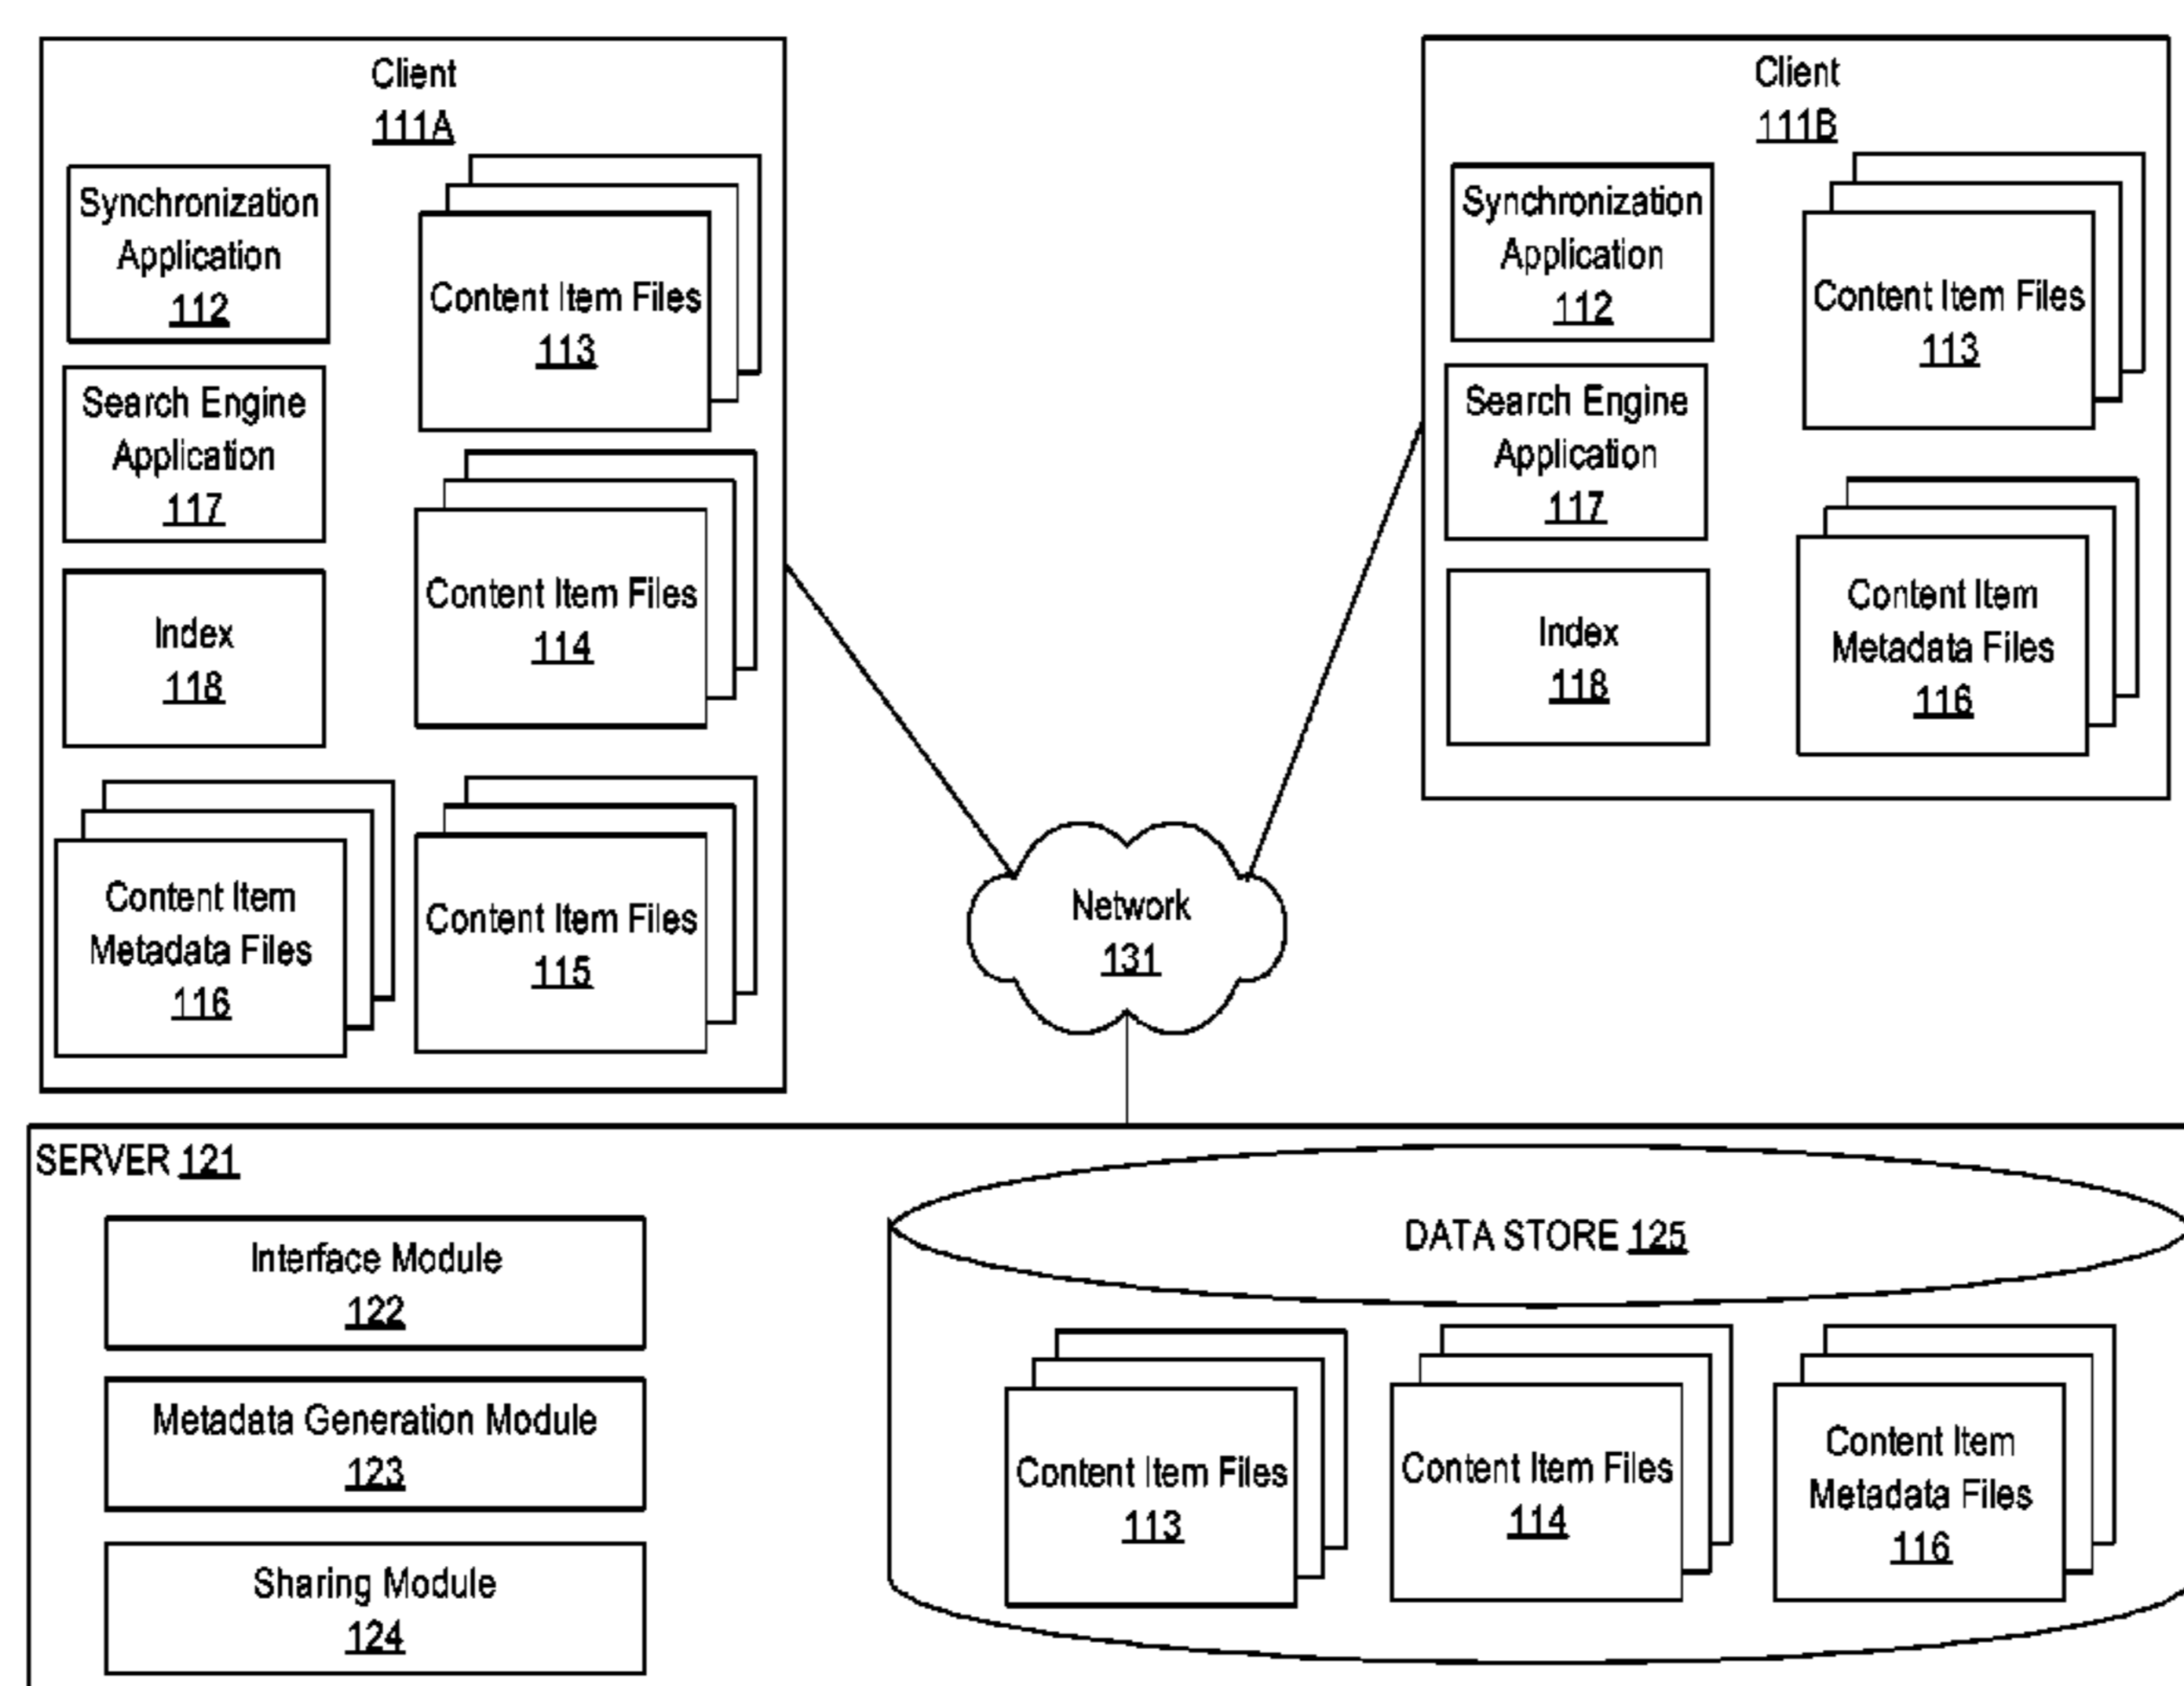 Client
111A
Synchronization
Application
112
Content Item Files
113
Search Engine
Application
117
Content Item Files
114
Index
118
Content Item
Metadata Files
116
Content Item Files
115
Client
111B
Synchronization
Application
112
Content Item Files
113
Search Engine
Application
117
Content Item
Metadata Files
116
Index
118
Network
131
SERVER 121
Interface Module
122
Metadata Generation Module
123
Sharing Module
124
DATA STORE 125
Content Item Files
113
Content Item Files
114
Content Item
Metadata Files
116